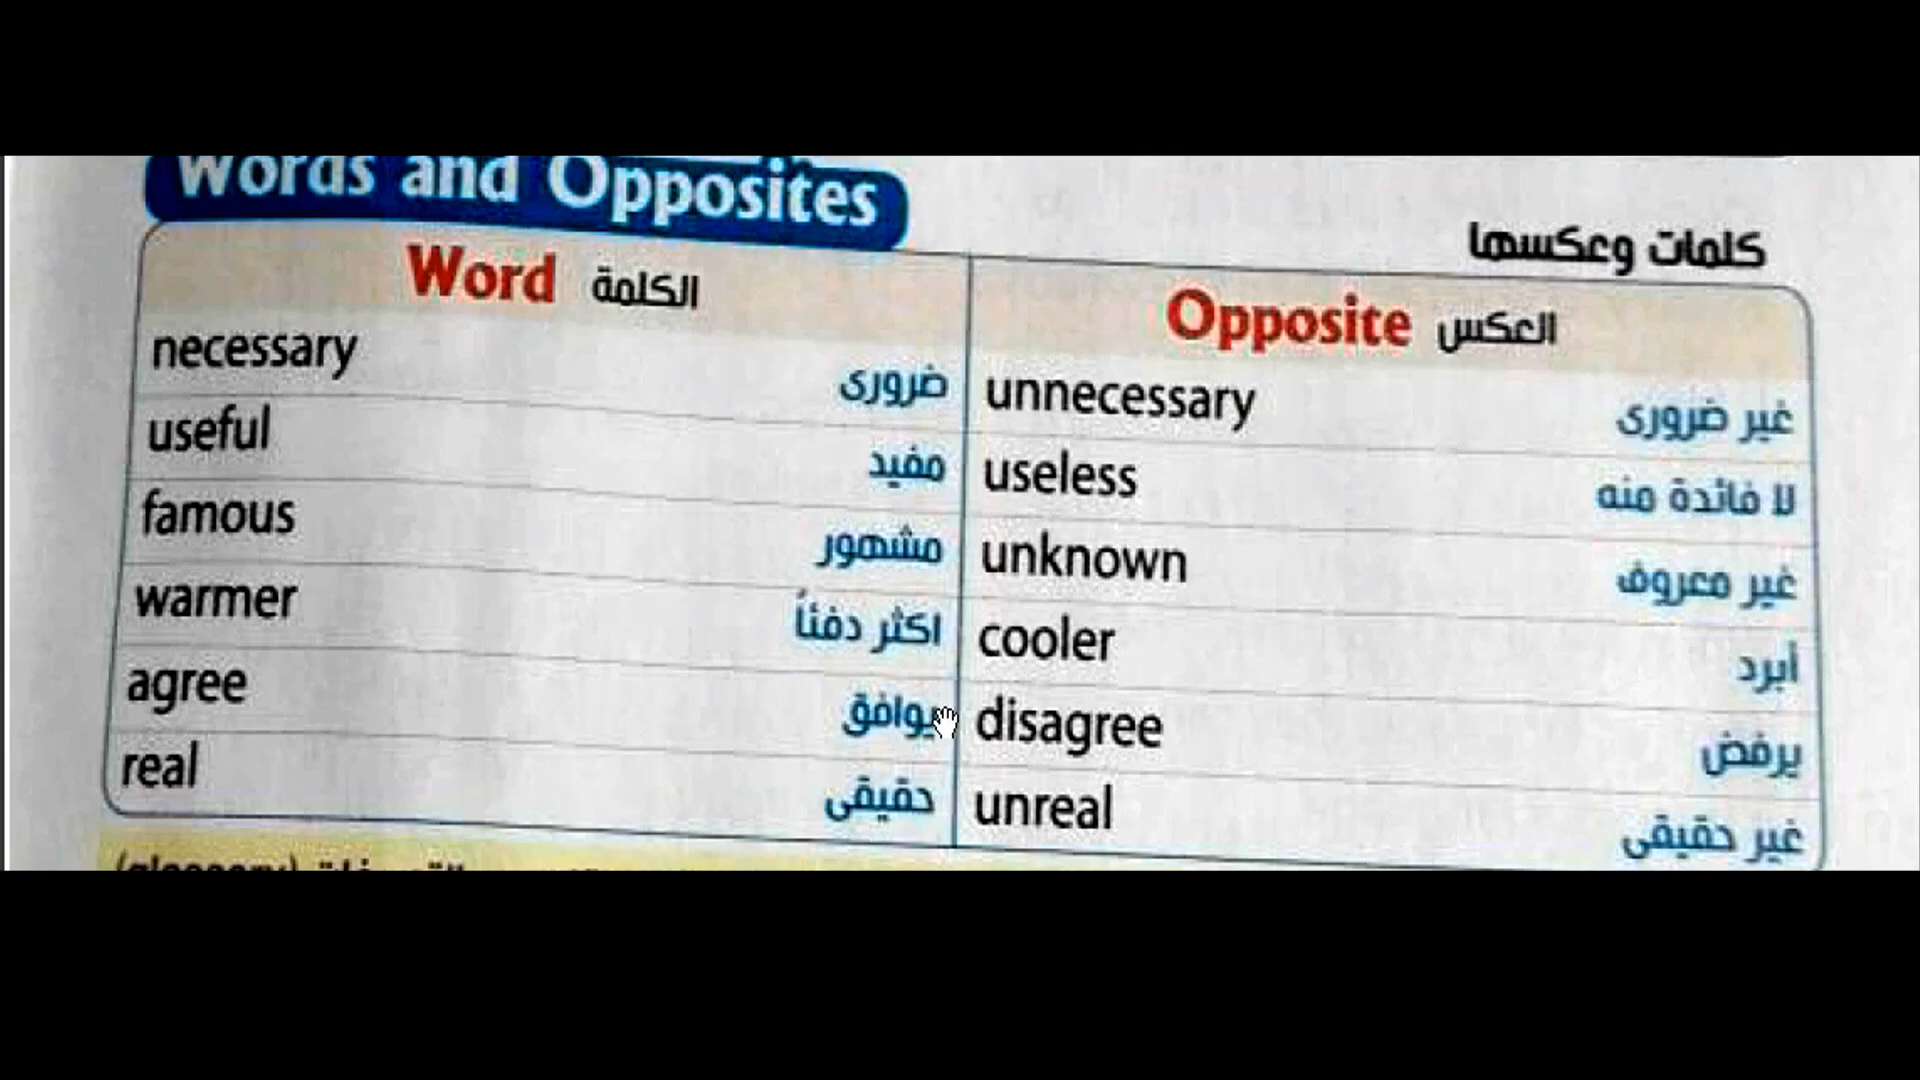 Words and Opposites
كلمات وعكسها
Word الكلمة Opposite العكس
necessary ضرورى unnecessary غير ضرورى
useful مفيد useless لا فائدة منه
famous مشهور unknown غير معروف
warmer اكثر دفئاً cooler أبرد
agree يوافق disagree يرفض
real حقيقى unreal غير حقيقى
(glossary)